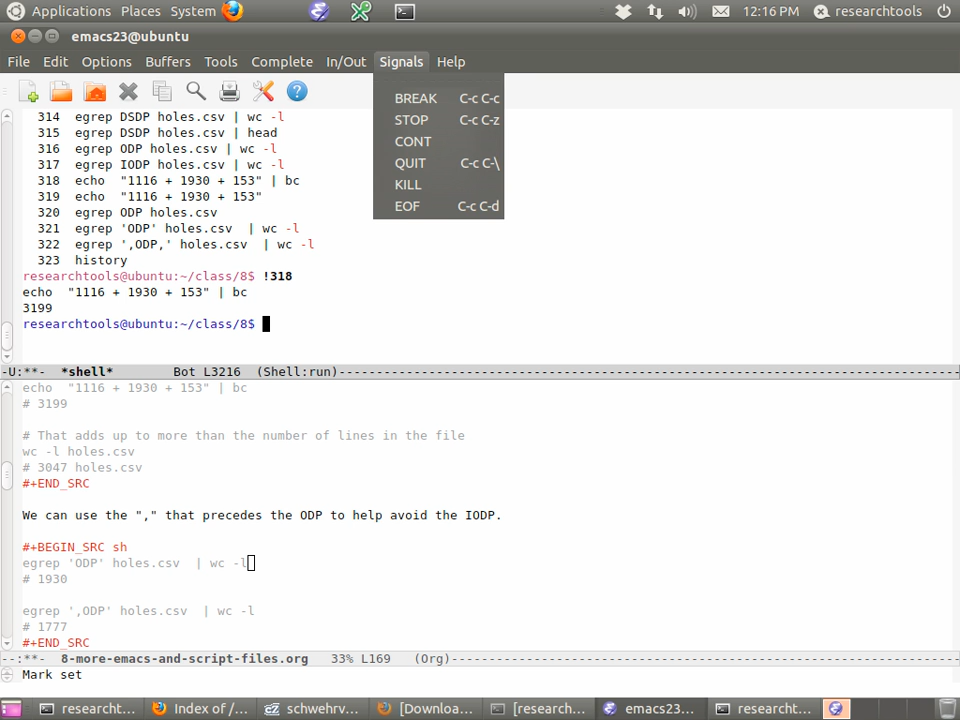 Applications Places System 12:16 PM researchtools
emacs23@ubuntu
File Edit Options Buffers Tools Complete In/Out Signals Help
BREAK C-c C-c
STOP C-c C-z
CONT
QUIT C-c C-\
KILL
EOF C-c C-d
314 egrep DSDP holes.csv | wc -l
315 egrep DSDP holes.csv | head
316 egrep ODP holes.csv | wc -l
317 egrep IODP holes.csv | wc -l
318 echo "1116 + 1930 + 153" | bc
319 echo "1116 + 1930 + 153"
320 egrep ODP holes.csv
321 egrep 'ODP' holes.csv | wc -l
322 egrep ',ODP,' holes.csv | wc -l
323 history
researchtools@ubuntu:~/class/8$ !318
echo "1116 + 1930 + 153" | bc
3199
researchtools@ubuntu:~/class/8$
-U:**- *shell* Bot L3216 (Shell:run)-----------------------------------------------------------------------------------
echo "1116 + 1930 + 153" | bc
# 3199
# That adds up to more than the number of lines in the file
wc -l holes.csv
# 3047 holes.csv
#+END_SRC
We can use the "," that precedes the ODP to help avoid the IODP.
#+BEGIN_SRC sh
egrep 'ODP' holes.csv | wc -l
# 1930
egrep ',ODP' holes.csv | wc -l
# 1777
#+END_SRC
--:**- 8-more-emacs-and-script-files.org 33% L169 (Org)--------------------------------------------------------------------
Mark set
researcht... Index of /... schwehrv... [Downloa... [research... emacs23... researcht...